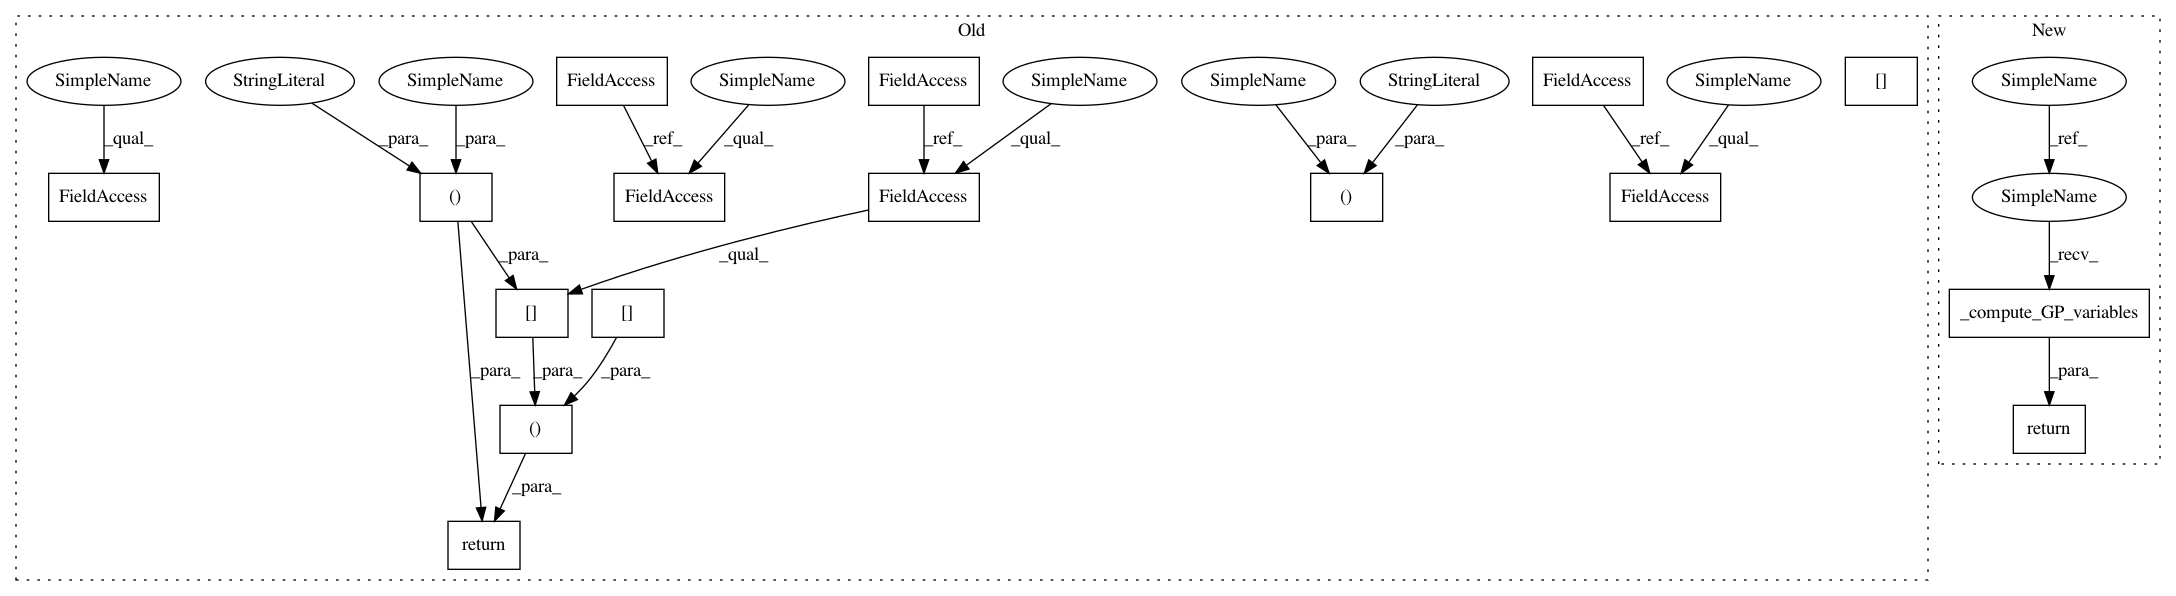 Old
New
SimpleName
StringLiteral
SimpleName
FieldAccess
SimpleName
FieldAccess
SimpleName
SimpleName
StringLiteral
FieldAccess
SimpleName
[]
SimpleName
_qual_
_para_
_para_
_ref_
_qual_
_ref_
_qual_
_para_
_para_
_ref_
_qual_
_ref_
FieldAccess
()
FieldAccess
FieldAccess
()
FieldAccess
SimpleName
_para_
_qual_
_recv_
[]
[]
_compute_GP_variables
_para_
_para_
_para_
_para_
()
return
_para_
return